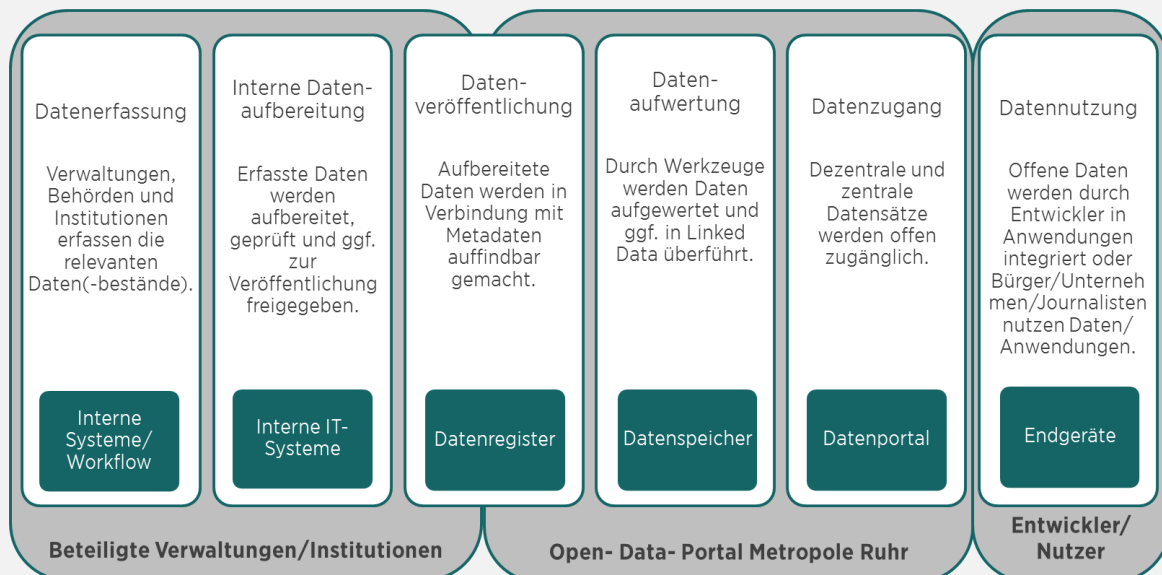 Datenerfassung
Verwaltungen,
Behörden und
Institutionen
erfassen die
relevanten
Daten(-bestände).
Interne
Systeme/
Workflow
Interne Daten-
aufbereitung
Erfasste Daten
werden
aufbereitet,
geprüft und ggf.
zur
Veröffentlichung
freigegeben.
Interne IT-
Systeme
Daten-
veröffentlichung
Aufbereitete
Daten werden in
Verbindung mit
Metadaten
auffindbar
gemacht.
Datenregister
Daten-
aufwertung
Durch Werkzeuge
werden Daten
aufgewertet und
ggf. in Linked
Data überführt.
Datenspeicher
Datenzugang
Dezentrale und
zentrale
Datensätze
werden offen
zugänglich.
Datenportal
Datennutzung
Offene Daten
werden durch
Entwickler in
Anwendungen
integriert oder
Bürger/Unterneh
men/Journalisten
nutzen Daten/
Anwendungen.
Endgeräte
Beteiligte Verwaltungen/Institutionen
Open- Data- Portal Metropole Ruhr
Entwickler/
Nutzer